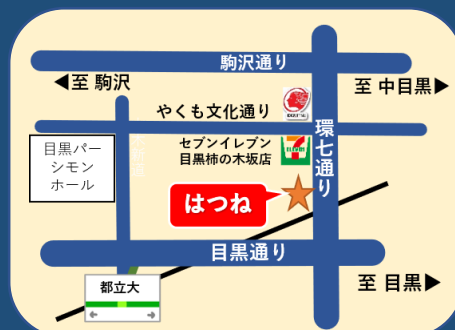 駒沢通り
◀至 駒沢
至 中目黒▶
やくも文化通り
セブンイレブン
目黒柿の木坂店
環七通り
目黒パー
シモン
ホール
はつね
目黒通り
至 目黒▶
都立大
← →